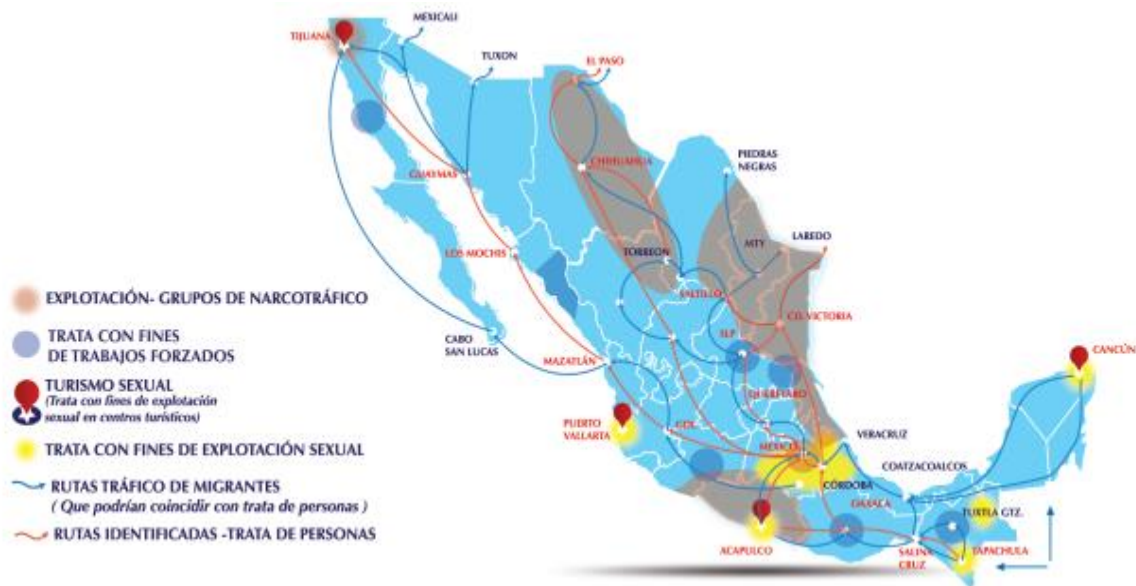 TIJUANA
MEXICALI
TUXON
EL PASO
CHIHUAHUA
PIEDRAS
NEGRAS
GUAYMAS
LOS MOCHIS
TORREON
MTY
LAREDO
SALTILLO
CD. VICTORIA
CABO
SAN LUCAS
MAZATLÁN
SLP
CANCÚN
QUERÉTARO
PUERTO
VALLARTA
GDL
MÉXICO
VERACRUZ
CÓRDOBA
COATZACOALCOS
OAXACA
TUXTLA GTZ.
ACAPULCO
SALINA
CRUZ
TAPACHULA
EXPLOTACIÓN- GRUPOS DE NARCOTRÁFICO
TRATA CON FINES
DE TRABAJOS FORZADOS
TURISMO SEXUAL
(Trata con fines de explotación
sexual en centros turísticos)
TRATA CON FINES DE EXPLOTACIÓN SEXUAL
RUTAS TRÁFICO DE MIGRANTES
( Que podrían coincidir con trata de personas )
RUTAS IDENTIFICADAS -TRATA DE PERSONAS